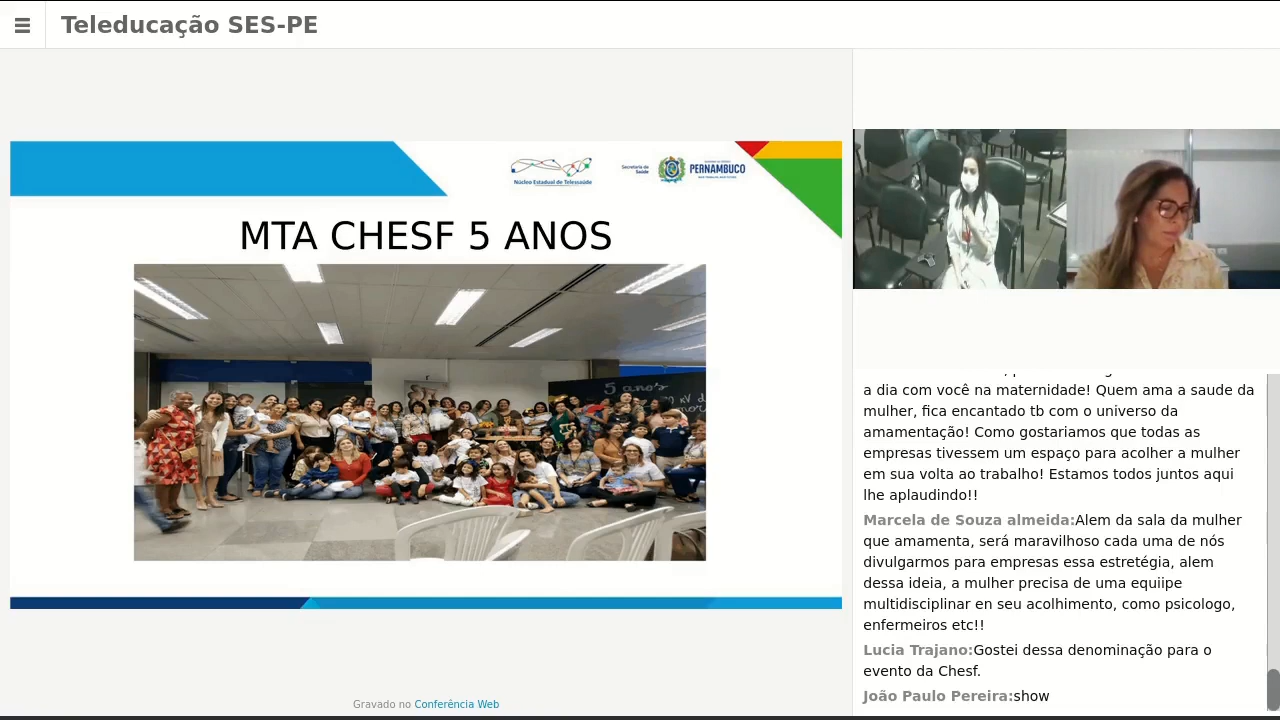 Teleducação SES-PE
Núcleo Estadual de Telessaúde
Secretaria de
Saúde
PERNAMBUCO
MTA CHESF 5 ANOS
5 anos
a dia com você na maternidade! Quem ama a saude da
mulher, fica encantado tb com o universo da
amamentação! Como gostariamos que todas as
empresas tivessem um espaço para acolher a mulher
em sua volta ao trabalho! Estamos todos juntos aqui
lhe aplaudindo!!
Marcela de Souza almeida:Alem da sala da mulher
que amamenta, será maravilhoso cada uma de nós
divulgarmos para empresas essa estretégia, alem
dessa ideia, a mulher precisa de uma equiipe
multidisciplinar en seu acolhimento, como psicologo,
enfermeiros etc!!
Lucia Trajano:Gostei dessa denominação para o
evento da Chesf.
João Paulo Pereira:show
Gravado no Conferência Web